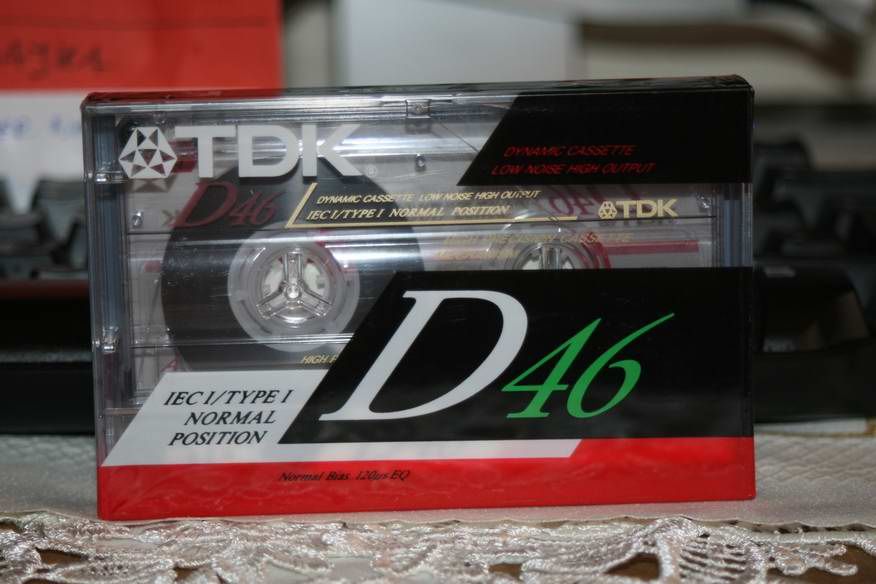 TDK
DYNAMIC CASSETTE
LOW NOISE HIGH OUTPUT
D46
DYNAMIC CASSETTE LOW NOISE HIGH OUTPUT
IEC I/TYPE I NORMAL POSITION
TDK
HIGH
D46
IEC I/TYPE I
NORMAL
POSITION
Normal Bias 120µs EQ